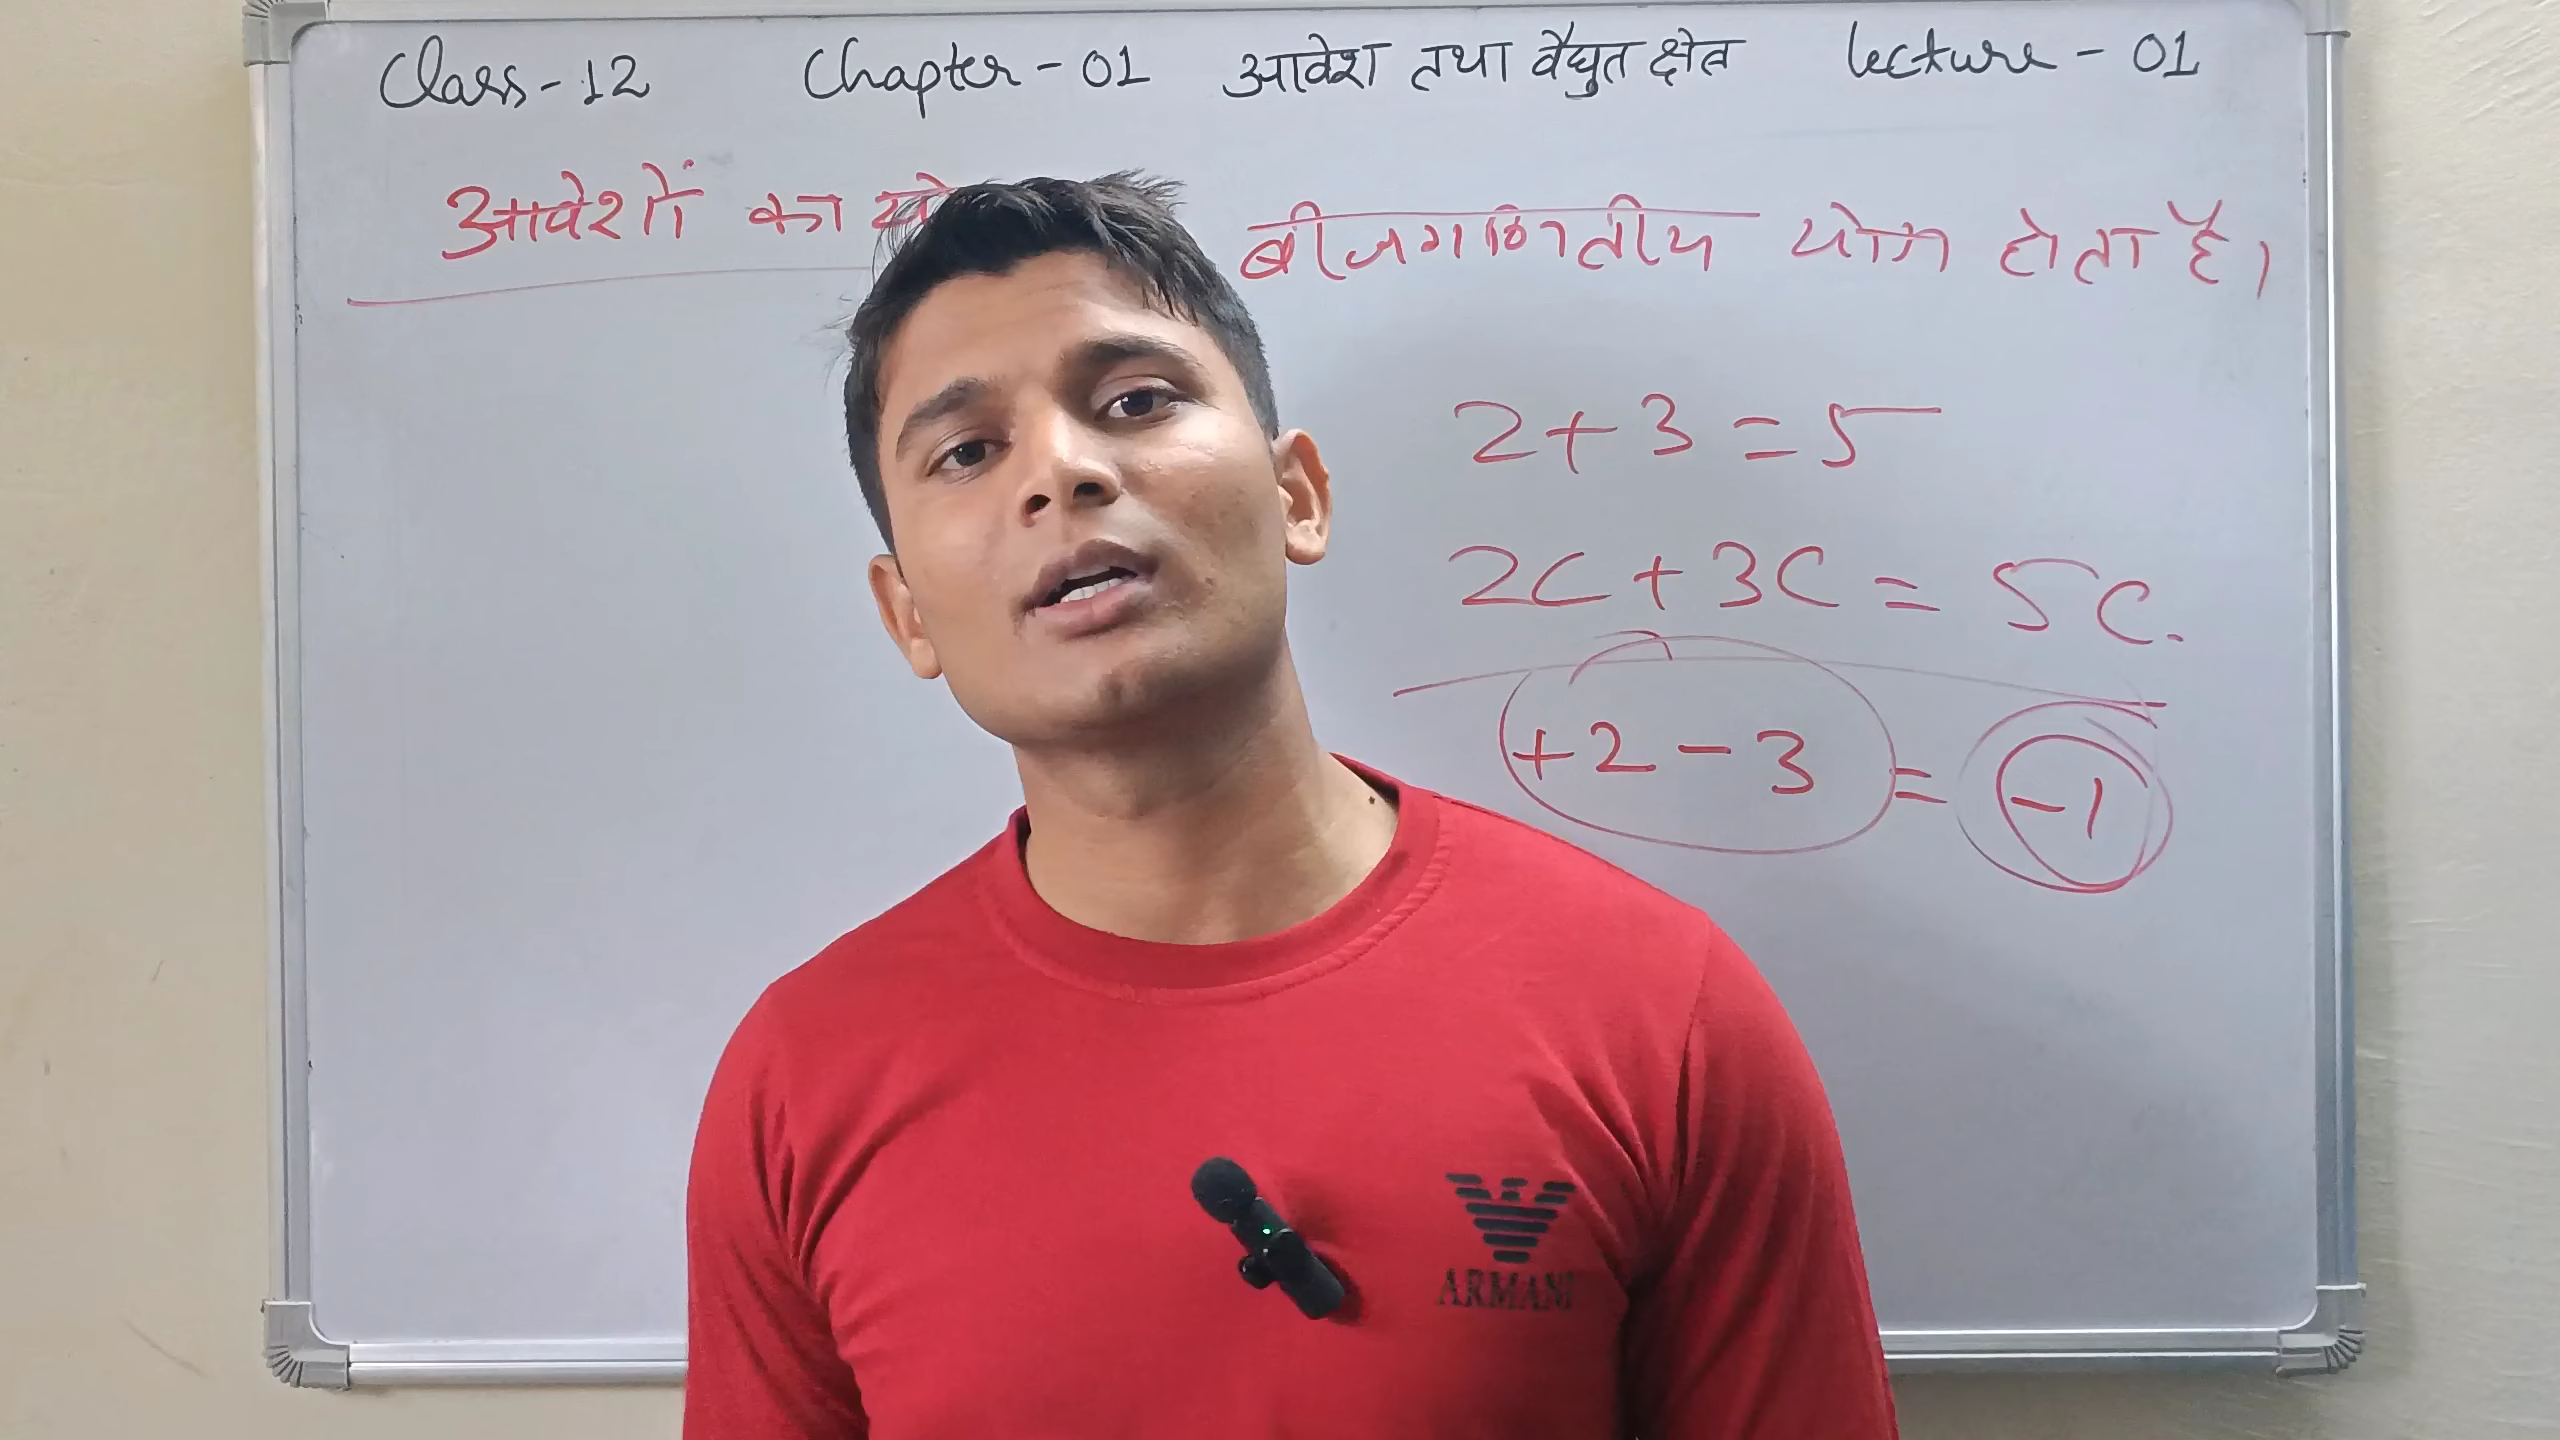 Class-12 Chapter-01 आवेश तथा वैद्युत क्षेत्र lecture-01
आवेशों का बीजगणितीय योग होता है।
2+3=5
2C+3C=5C.
+2-3=-1
ARMANI